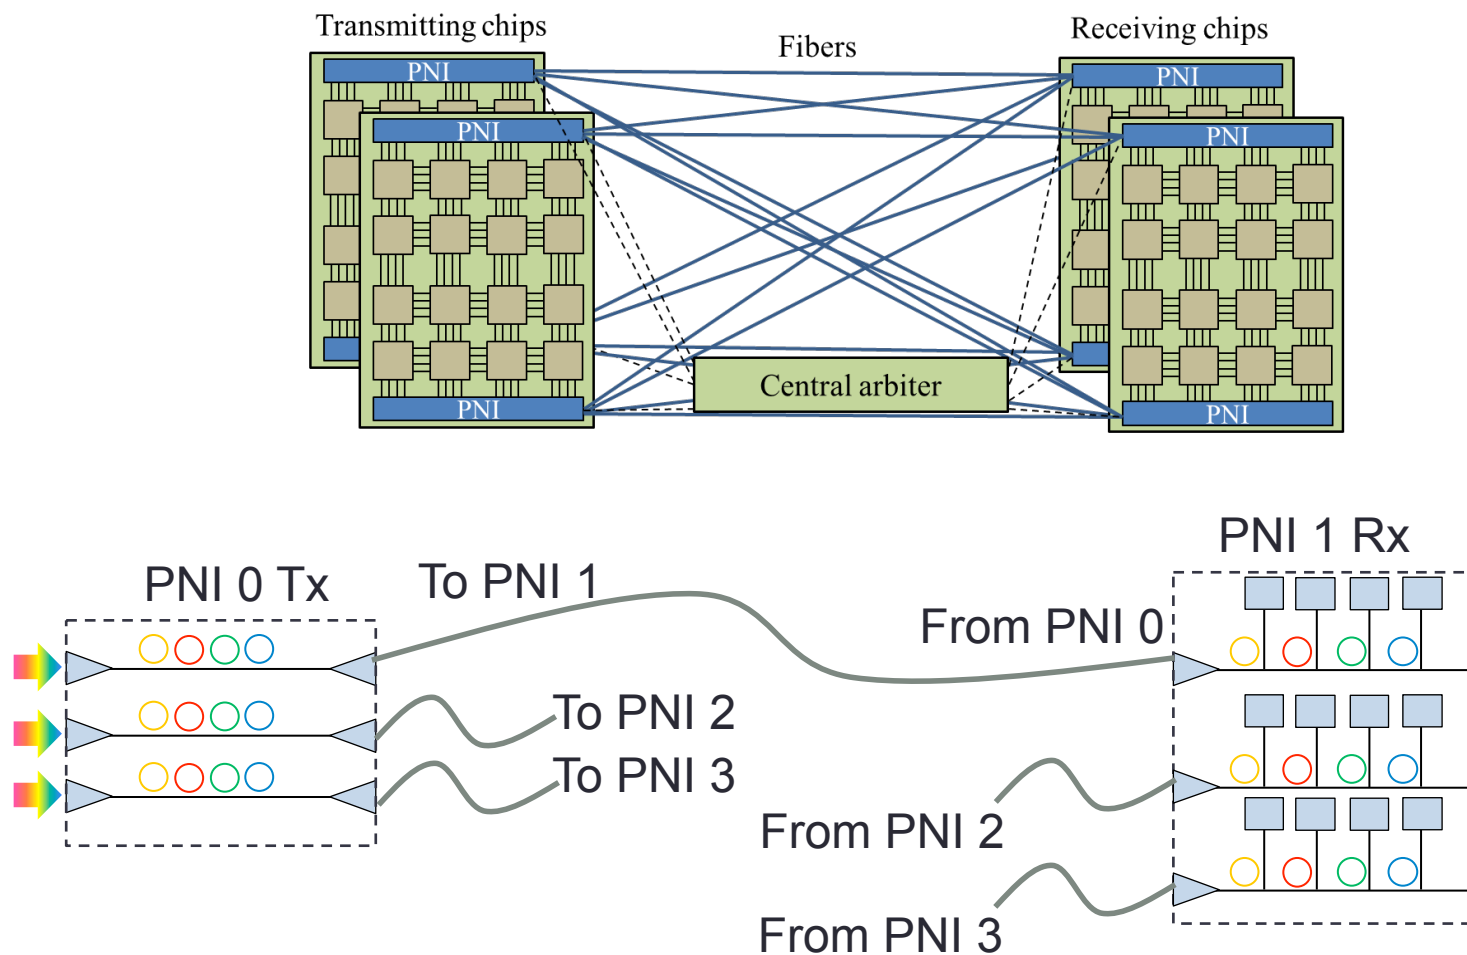 Transmitting chips
Fibers
Receiving chips
PNI
PNI
PNI
PNI
Central arbiter
PNI
PNI
PNI 1 Rx
PNI 0 Tx
To PNI 1
From PNI 0
To PNI 2
To PNI 3
From PNI 2
From PNI 3